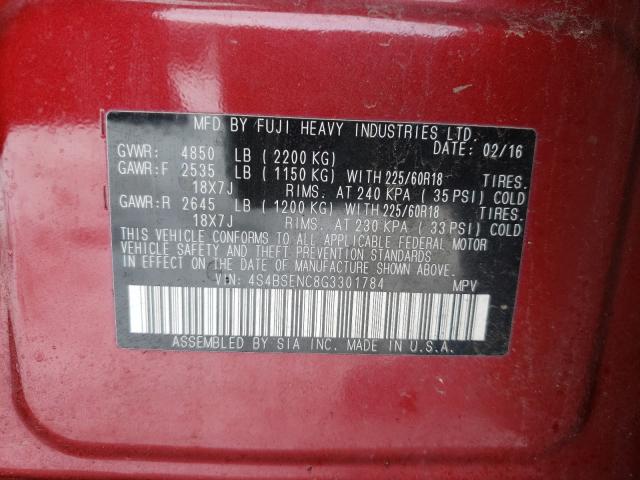 MFD BY FUJI HEAVY INDUSTRIES LTD.
DATE: 02/16
GVWR: 4850 LB (2200 KG)
GAWR:F 2535 LB (1150 KG) WITH 225/60R18 TIRES.
18X7J RIMS. AT 240 KPA (35 PSI) COLD
GAWR:R 2645 LB (1200 KG) WITH 225/60R18 TIRES.
18X7J RIMS. AT 230 KPA (33 PSI) COLD
THIS VEHICLE CONFORMS TO ALL APPLICABLE FEDERAL MOTOR
VEHICLE SAFETY AND THEFT PREVENTION STANDARDS
IN EFFECT ON THE DATE OF MANUFACTURE SHOWN ABOVE.
VIN: 4S4BSENC8G3301784 MPV
ASSEMBLED BY SIA INC. MADE IN U.S.A.